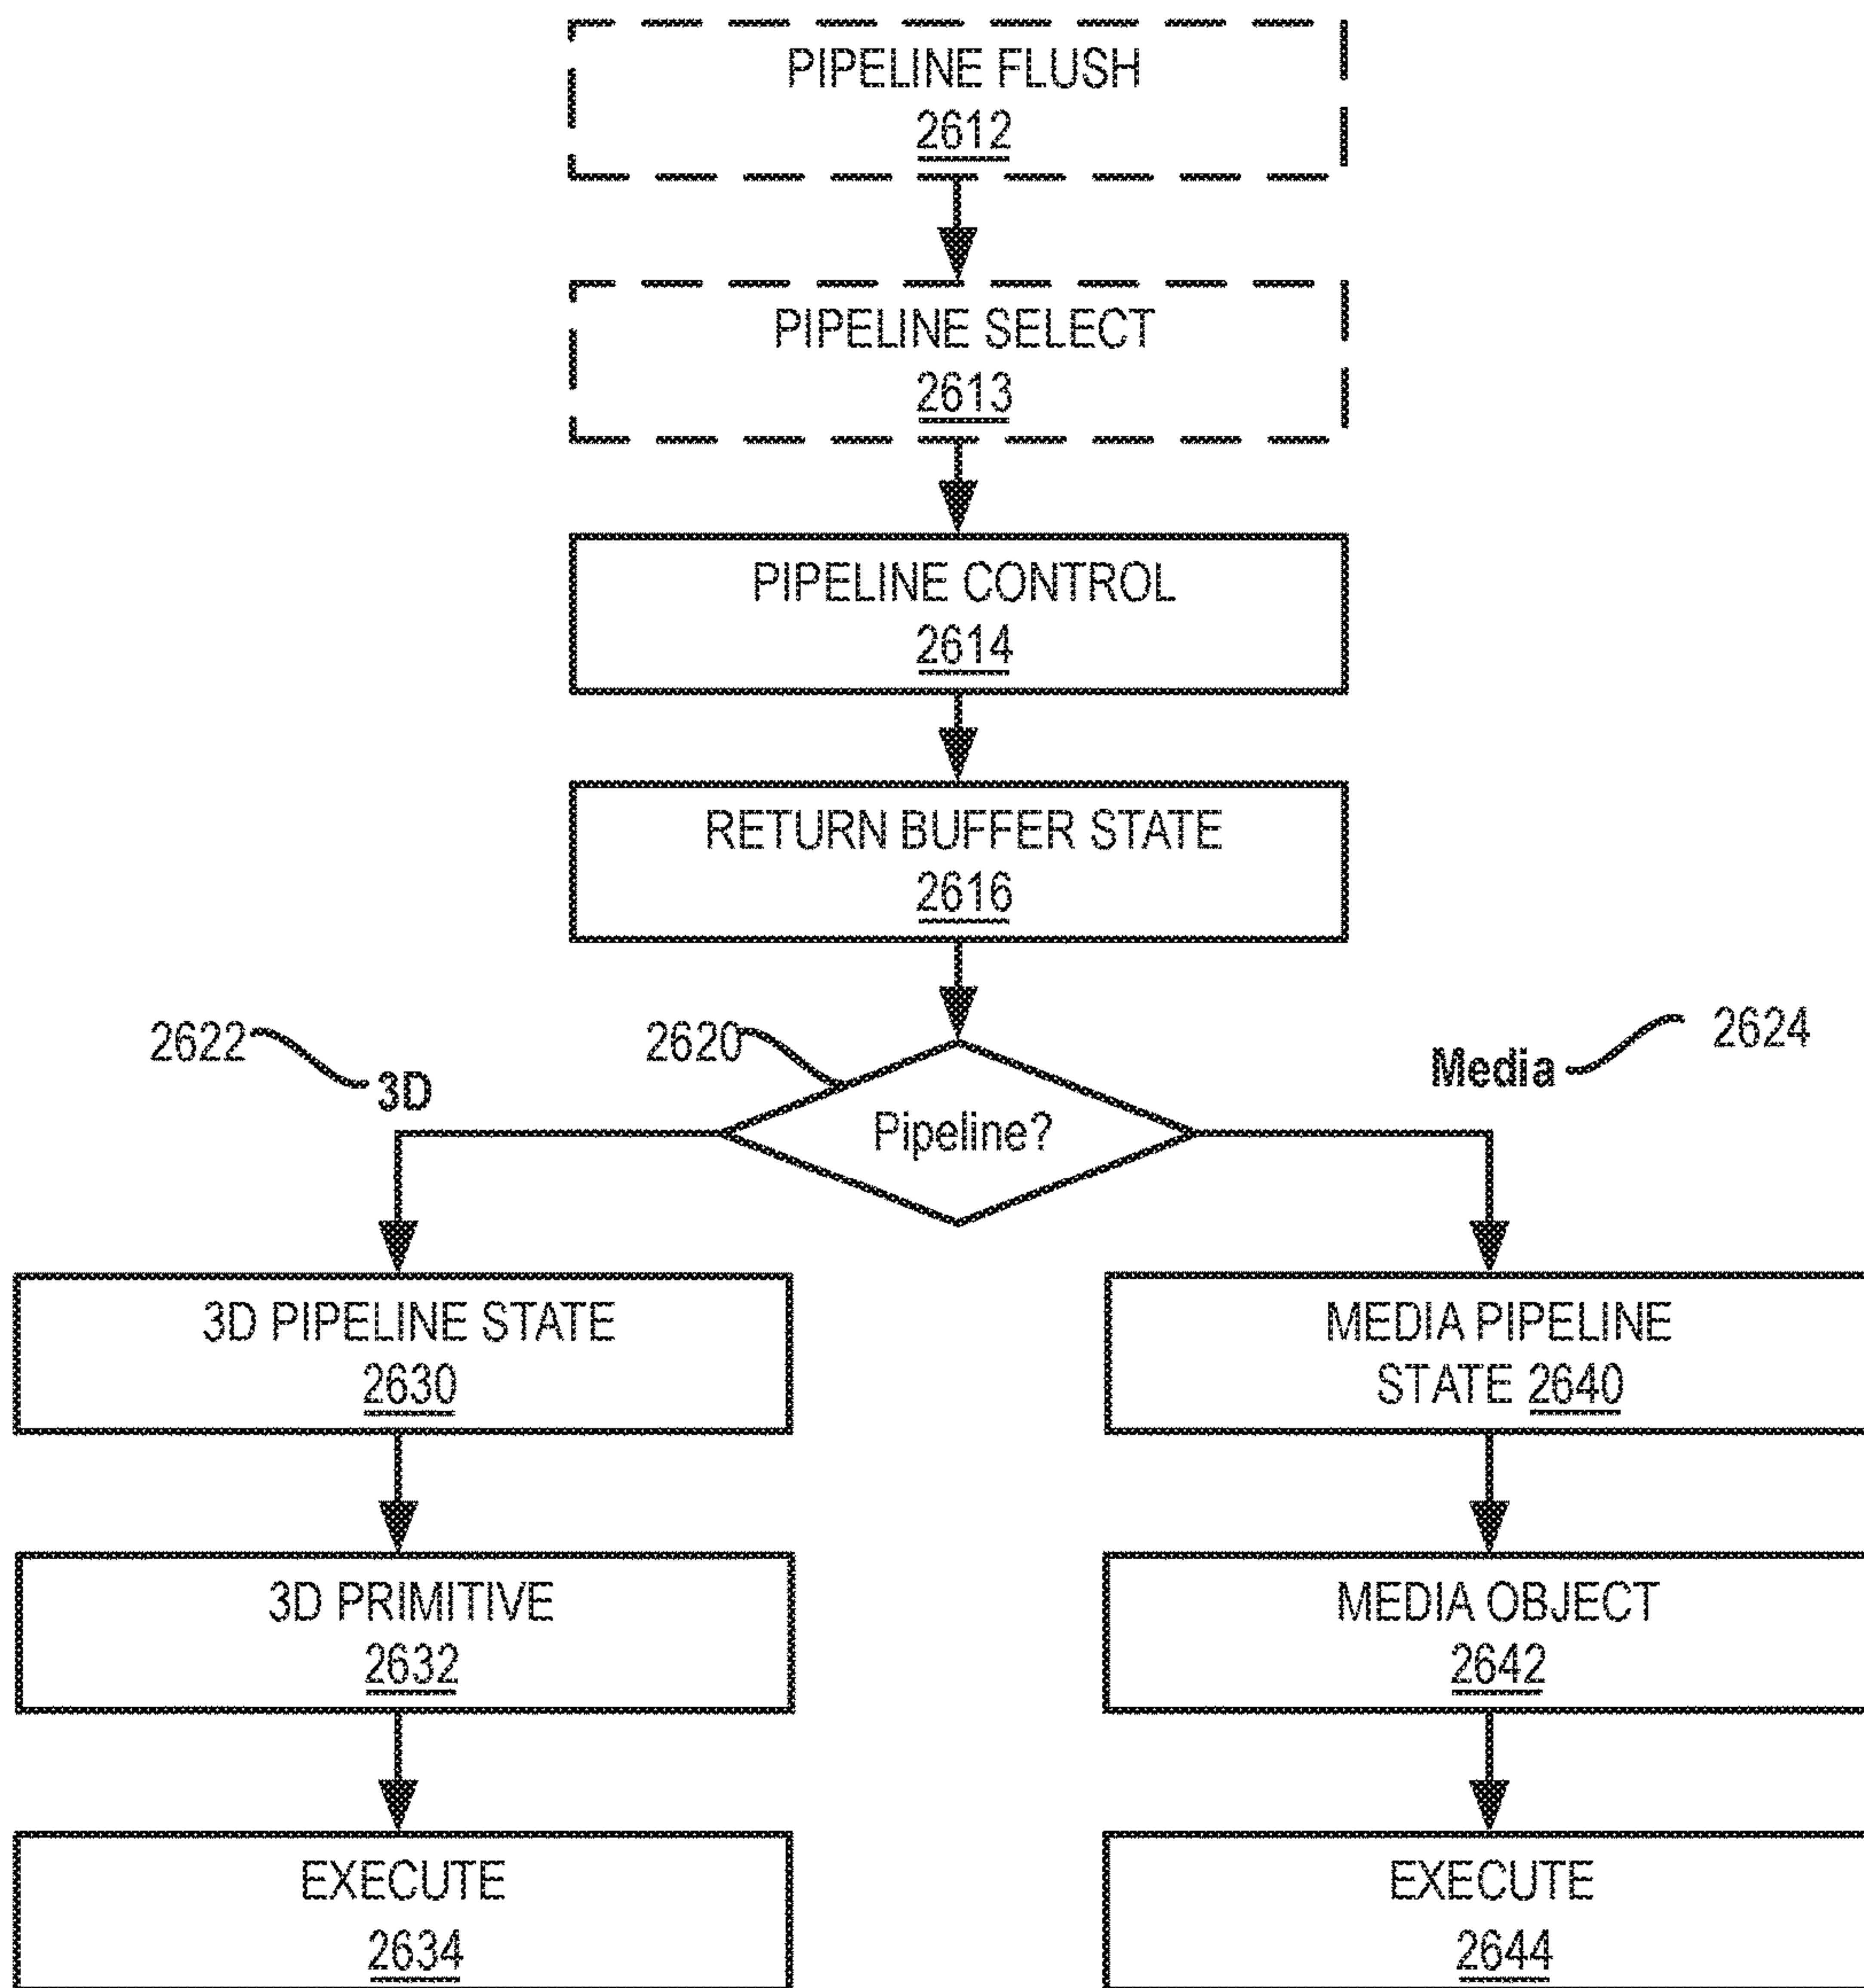 PIPELINE FLUSH
2612
PIPELINE SELECT
2613
PIPELINE CONTROL
2614
RETURN BUFFER STATE
2616
2622
3D
2620
Pipeline?
Media
2624
3D PIPELINE STATE
2630
MEDIA PIPELINE
STATE 2640
3D PRIMITIVE
2632
MEDIA OBJECT
2642
EXECUTE
2634
EXECUTE
2644